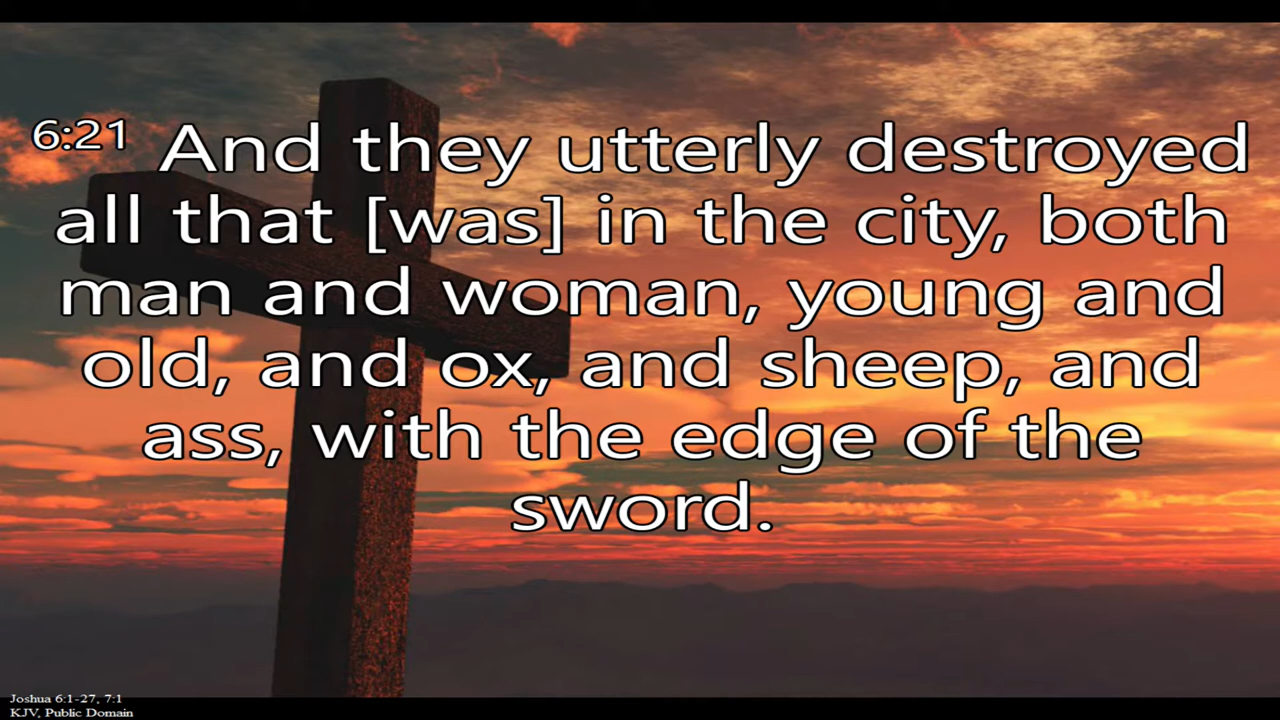 6:21 And they utterly destroyed
all that [was] in the city, both
man and woman, young and
old, and ox, and sheep, and
ass, with the edge of the
sword.
Joshua 6:1-27, 7:1
KJV, Public Domain